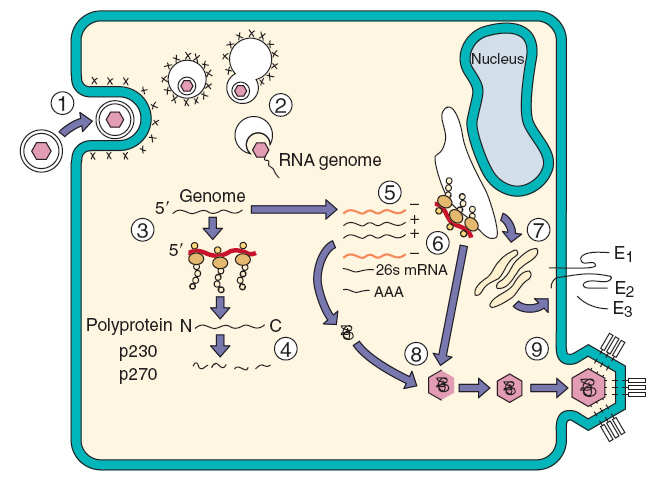 Nucleus
1
2
RNA genome
Genome
5′
3
5′
5
−
+
+
−
26s mRNA
AAA
6
7
E1
E2
E3
Polyprotein N C
p230
p270
4
8
9